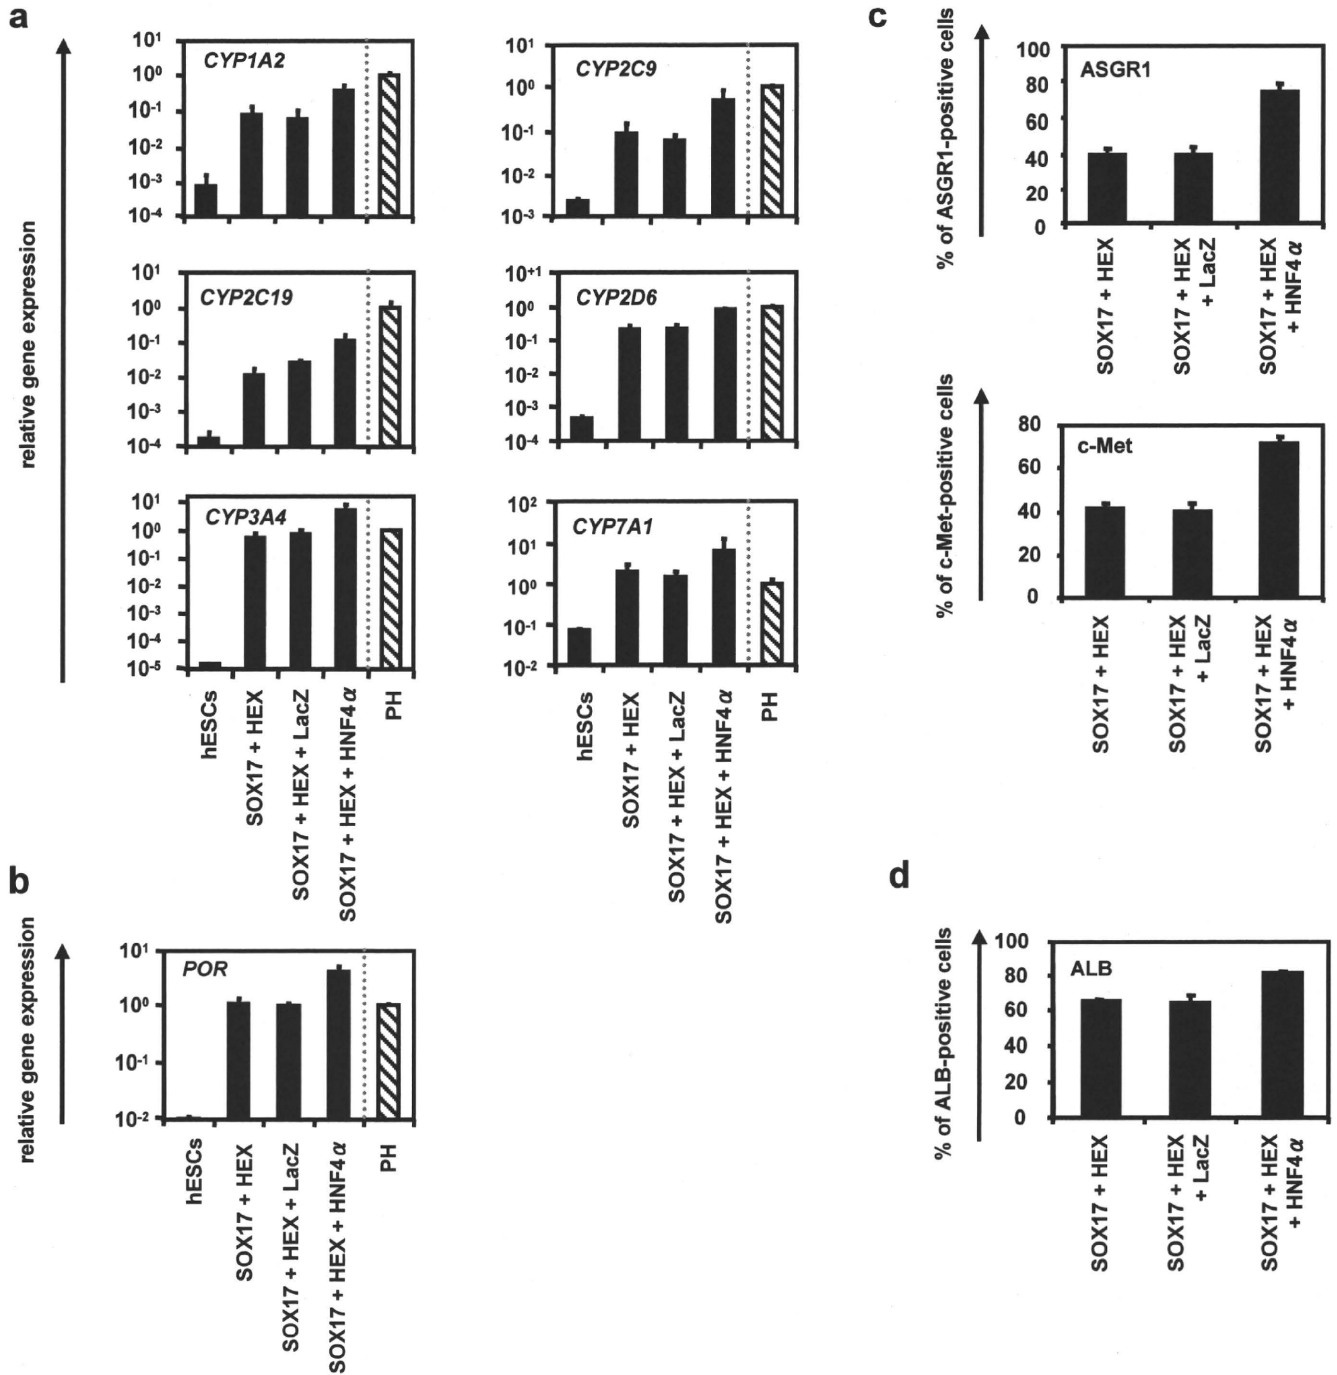 a
relative gene expression
CYP1A2
10¹
10⁰
10⁻¹
10⁻²
10⁻³
10⁻⁴
CYP2C9
10¹
10⁰
10⁻¹
10⁻²
10⁻³
CYP2C19
10¹
10⁰
10⁻¹
10⁻²
10⁻³
10⁻⁴
CYP2D6
10⁺¹
10⁰
10⁻¹
10⁻²
10⁻³
10⁻⁴
CYP3A4
10¹
10⁰
10⁻¹
10⁻²
10⁻³
10⁻⁴
10⁻⁵
hESCs
SOX17 + HEX
SOX17 + HEX + LacZ
SOX17 + HEX + HNF4α
PH
CYP7A1
10²
10¹
10⁰
10⁻¹
10⁻²
hESCs
SOX17 + HEX
SOX17 + HEX + LacZ
SOX17 + HEX + HNF4α
PH
b
relative gene expression
POR
10¹
10⁰
10⁻¹
10⁻²
hESCs
SOX17 + HEX
SOX17 + HEX + LacZ
SOX17 + HEX + HNF4α
PH
c
% of ASGR1-positive cells
ASGR1
100
80
60
40
20
0
SOX17 + HEX
SOX17 + HEX
+ LacZ
SOX17 + HEX
+ HNF4α
% of c-Met-positive cells
c-Met
80
60
40
20
0
SOX17 + HEX
SOX17 + HEX
+ LacZ
SOX17 + HEX
+ HNF4α
d
% of ALB-positive cells
ALB
100
80
60
40
20
0
SOX17 + HEX
SOX17 + HEX
+ LacZ
SOX17 + HEX
+ HNF4α